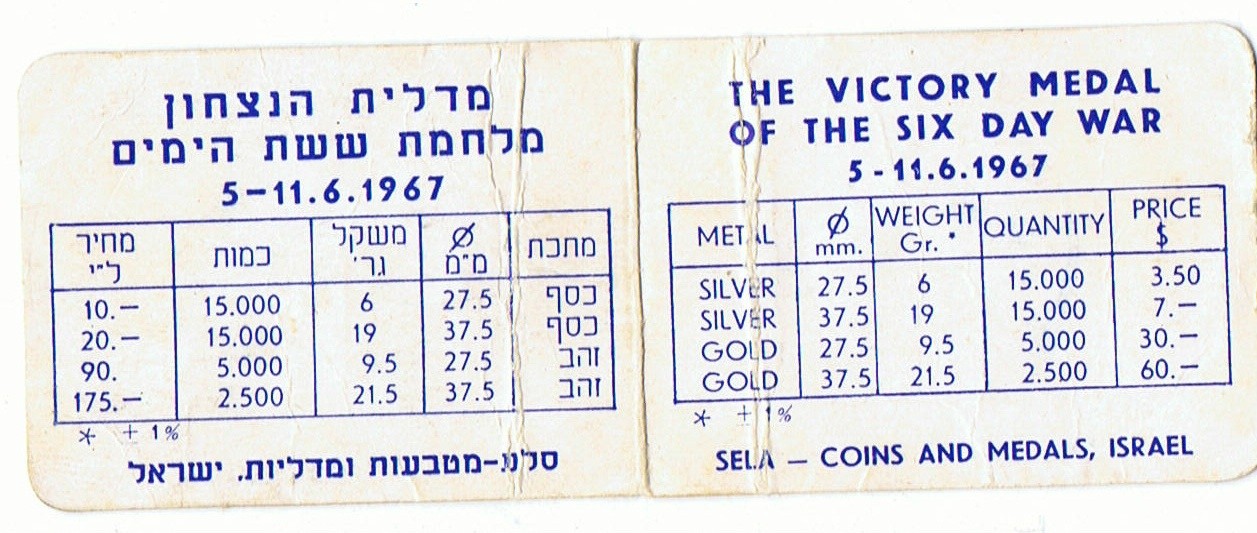 מדלית הנצחון
מלחמת ששת הימים
5–11.6.1967
מתכת | Ø מ"מ | משקל גר' | כמות | מחיר ל"י
כסף | 27.5 | 6 | 15.000 | 10.—
כסף | 37.5 | 19 | 15.000 | 20.—
זהב | 27.5 | 9.5 | 5.000 | 90.
זהב | 37.5 | 21.5 | 2.500 | 175.—
* ± 1%
סלע-מטבעות ומדליות, ישראל
THE VICTORY MEDAL
OF THE SIX DAY WAR
5 - 11.6.1967
METAL | Ø mm. | WEIGHT Gr. * | QUANTITY | PRICE $
SILVER | 27.5 | 6 | 15.000 | 3.50
SILVER | 37.5 | 19 | 15.000 | 7.—
GOLD | 27.5 | 9.5 | 5.000 | 30.—
GOLD | 37.5 | 21.5 | 2.500 | 60.—
* ± 1%
SELA — COINS AND MEDALS, ISRAEL